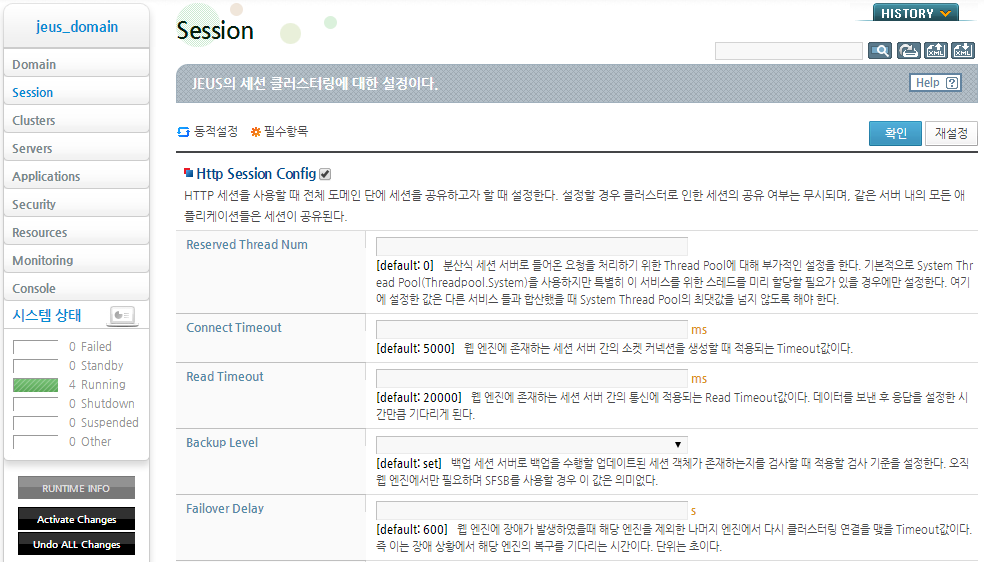 jeus_domain
Domain
Session
Clusters
Servers
Applications
Security
Resources
Monitoring
Console
시스템 상태
0 Failed
0 Standby
4 Running
0 Shutdown
0 Suspended
0 Other
RUNTIME INFO
Activate Changes
Undo ALL Changes
HISTORY
Session
XML
XML
JEUS의 세션 클러스터링에 대한 설정이다.
Help ?
동적설정 필수항목
확인 재설정
Http Session Config
HTTP 세션을 사용할 때 전체 도메인 단에 세션을 공유하고자 할 때 설정한다. 설정할 경우 클러스터로 인한 세션의 공유 여부는 무시되며, 같은 서버 내의 모든 애
플리케이션들은 세션이 공유된다.
Reserved Thread Num
[default: 0] 분산식 세션 서버로 들어온 요청을 처리하기 위한 Thread Pool에 대해 부가적인 설정을 한다. 기본적으로 System Thr
ead Pool(Threadpool.System)을 사용하지만 특별히 이 서비스를 위한 스레드를 미리 할당할 필요가 있을 경우에만 설정한다. 여기
에 설정한 값은 다른 서비스 들과 합산했을 때 System Thread Pool의 최댓값을 넘지 않도록 해야 한다.
Connect Timeout
ms
[default: 5000] 웹 엔진에 존재하는 세션 서버 간의 소켓 커넥션을 생성할 때 적용되는 Timeout값이다.
Read Timeout
ms
[default: 20000] 웹 엔진에 존재하는 세션 서버 간의 통신에 적용되는 Read Timeout값이다. 데이터를 보낸 후 응답을 설정한 시
간만큼 기다리게 된다.
Backup Level
[default: set] 백업 세션 서버로 백업을 수행할 업데이트된 세션 객체가 존재하는지를 검사할 때 적용할 검사 기준을 설정한다. 오직
웹 엔진에서만 필요하며 SFSB를 사용할 경우 이 값은 의미없다.
Failover Delay
s
[default: 600] 웹 엔진에 장애가 발생하였을때 해당 엔진을 제외한 나머지 엔진에서 다시 클러스터링 연결을 맺을 Timeout값이다.
즉 이는 장애 상황에서 해당 엔진의 복구를 기다리는 시간이다. 단위는 초이다.